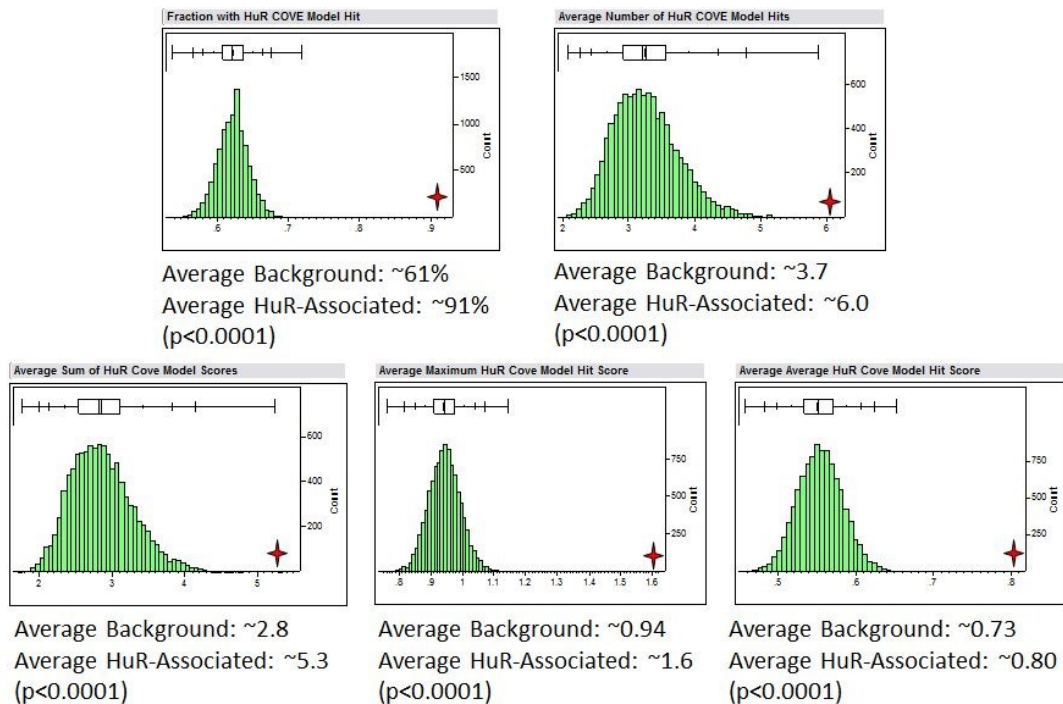 Fraction with HuR COVE Model Hit
1500
1000
500
Count
.6 .7 .8 .9
Average Background: ~61%
Average HuR-Associated: ~91%
(p<0.0001)
Average Number of HuR COVE Model Hits
600
400
200
Count
2 3 4 5 6
Average Background: ~3.7
Average HuR-Associated: ~6.0
(p<0.0001)
Average Sum of HuR Cove Model Scores
600
400
200
Count
2 3 4 5
Average Background: ~2.8
Average HuR-Associated: ~5.3
(p<0.0001)
Average Maximum HuR Cove Model Hit Score
750
500
250
Count
.8 .9 1 1.1 1.2 1.3 1.4 1.5 1.6
Average Background: ~0.94
Average HuR-Associated: ~1.6
(p<0.0001)
Average Average HuR Cove Model Hit Score
750
500
250
Count
.5 .6 .7 .8
Average Background: ~0.73
Average HuR-Associated: ~0.80
(p<0.0001)